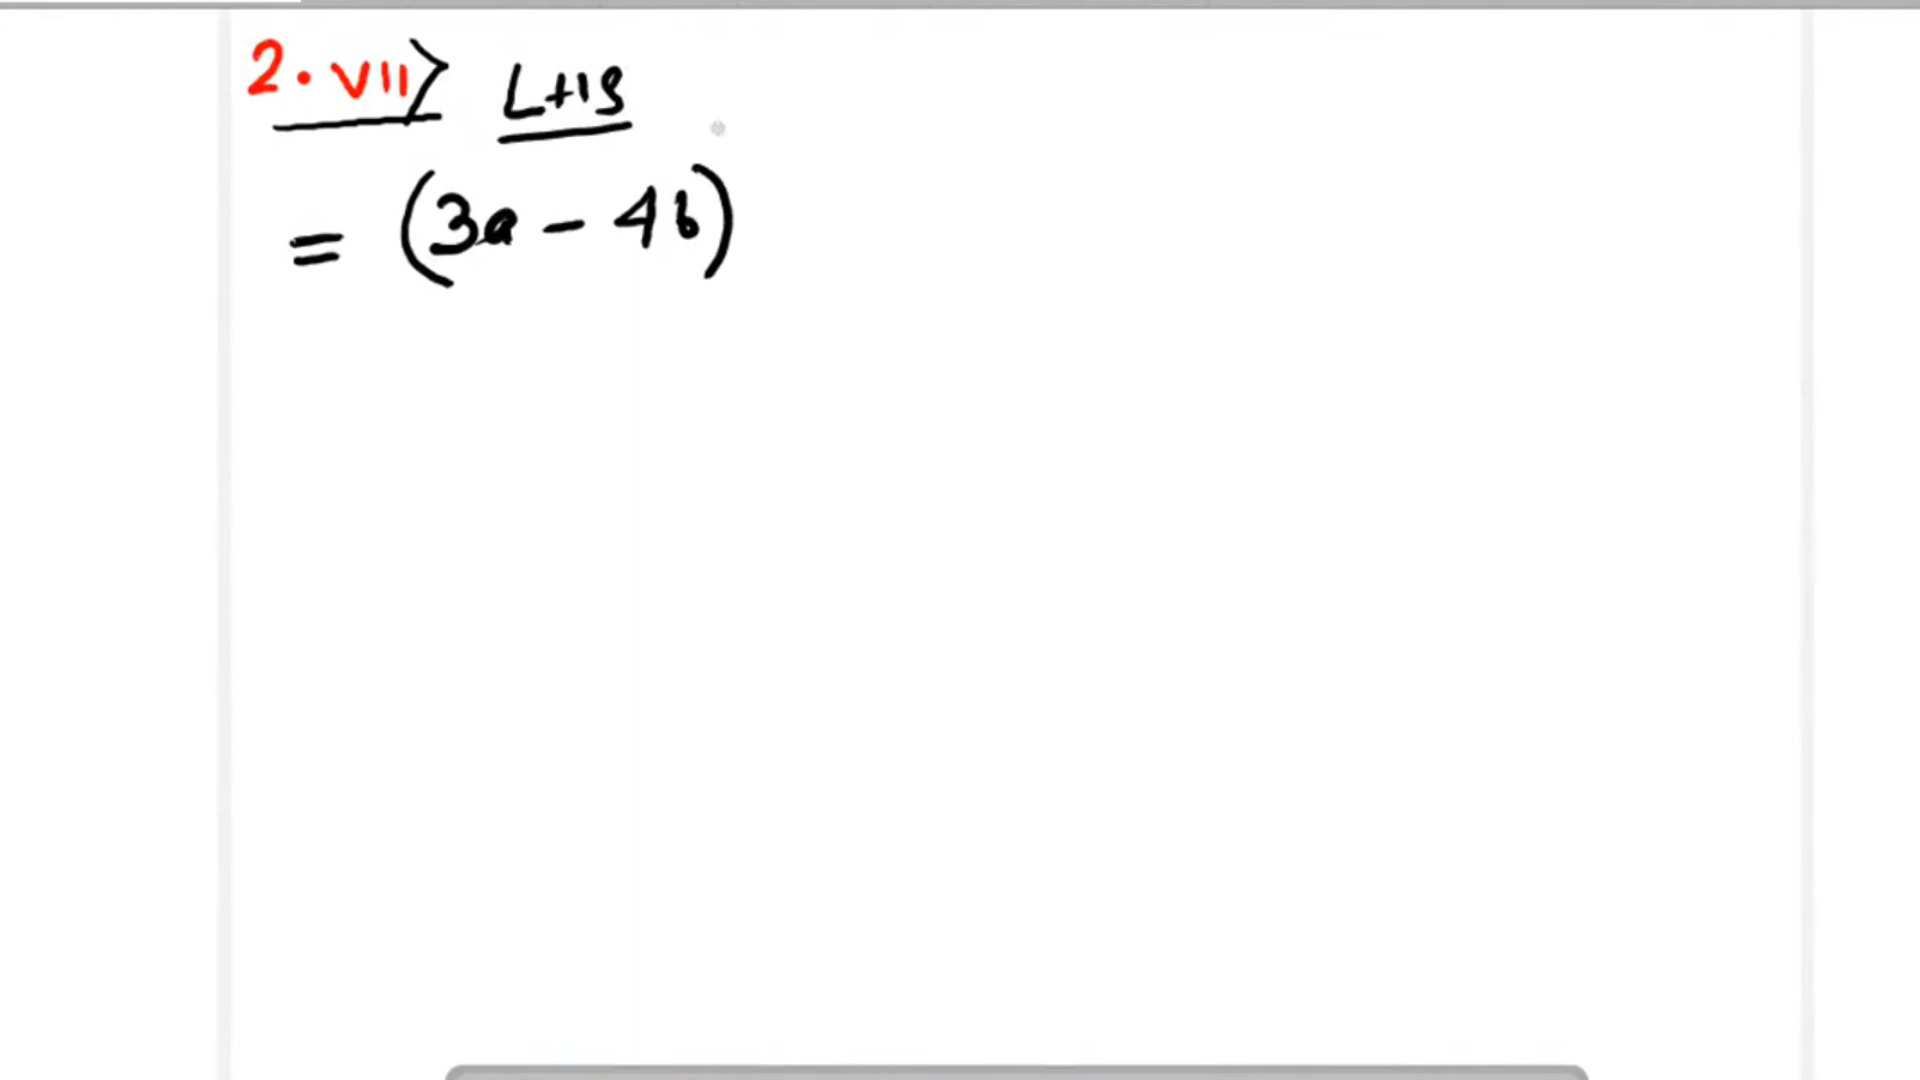 2. VII> LHS
= (3a - 4b)